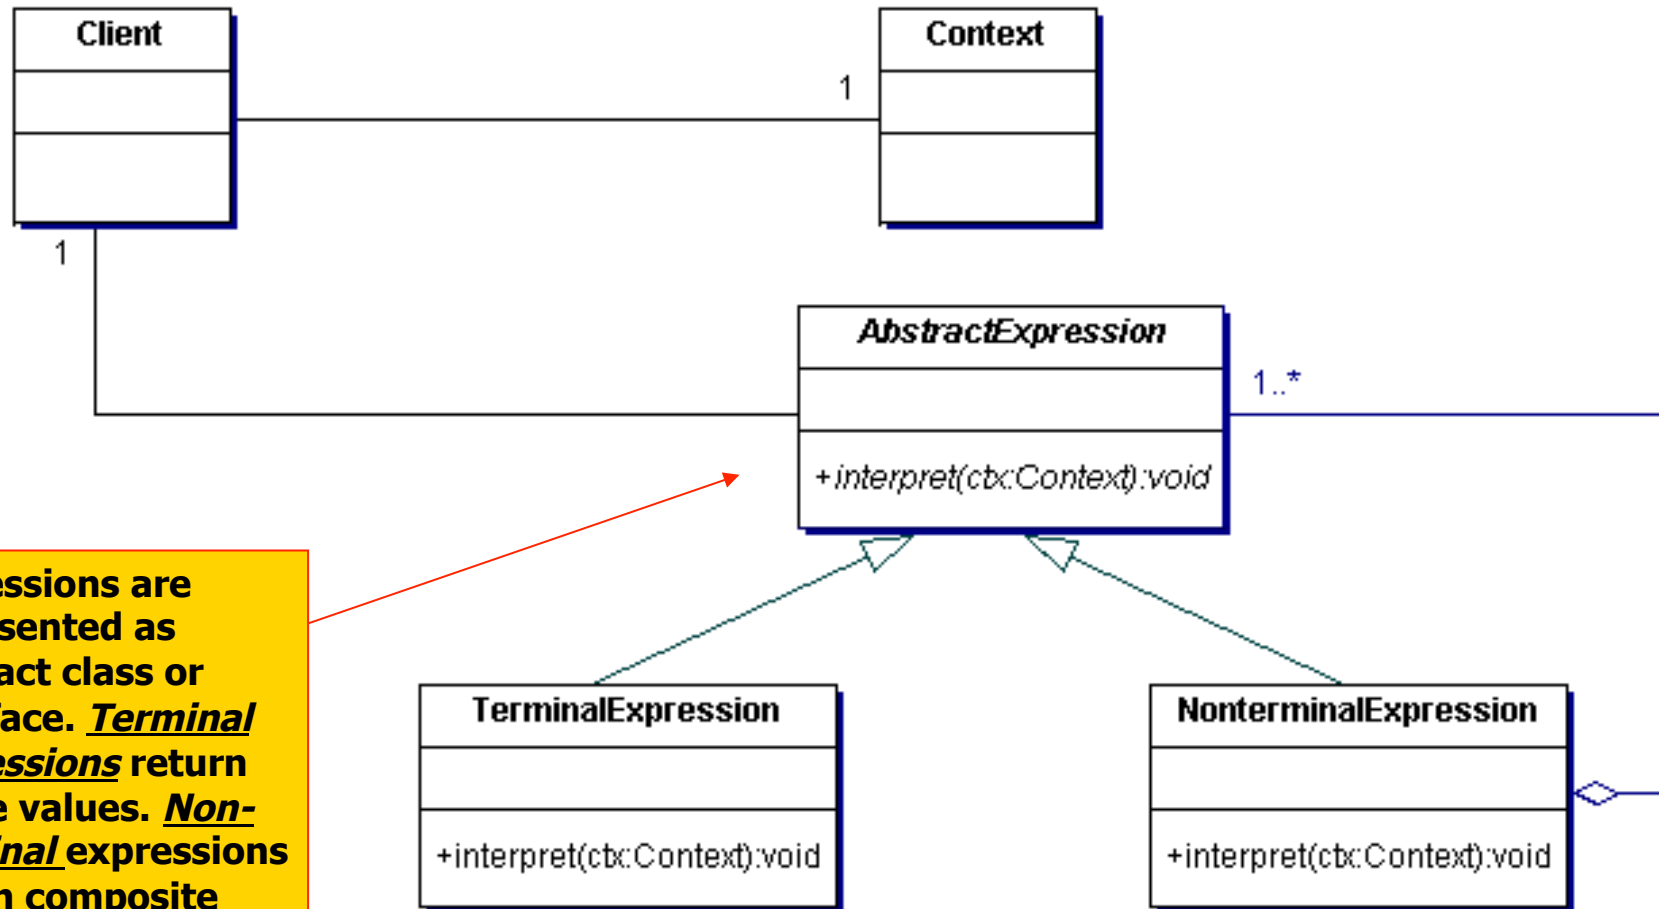 Client
Context
1
1
AbstractExpression
1..*
+interpret(ctx:Context):void
essions are
sented as
act class or
face. Terminal
essions return
e values. Non-
inal expressions
n composite
TerminalExpression
+interpret(ctx:Context):void
NonterminalExpression
+interpret(ctx:Context):void